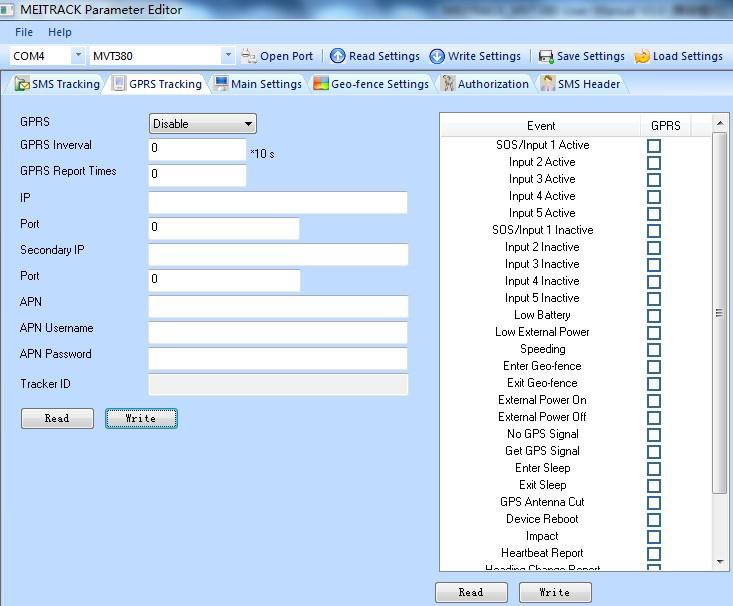 MEITRACK Parameter Editor
File Help
COM4 MVT380 Open Port Read Settings Write Settings Save Settings Load Settings
SMS Tracking GPRS Tracking Main Settings Geo-fence Settings Authorization SMS Header
GPRS Disable
GPRS Inverval 0 *10 s
GPRS Report Times 0
IP
Port 0
Secondary IP
Port 0
APN
APN Username
APN Password
Tracker ID
Read Write
Event GPRS
SOS/Input 1 Active
Input 2 Active
Input 3 Active
Input 4 Active
Input 5 Active
SOS/Input 1 Inactive
Input 2 Inactive
Input 3 Inactive
Input 4 Inactive
Input 5 Inactive
Low Battery
Low External Power
Speeding
Enter Geo-fence
Exit Geo-fence
External Power On
External Power Off
No GPS Signal
Get GPS Signal
Enter Sleep
Exit Sleep
GPS Antenna Cut
Device Reboot
Impact
Heartbeat Report
Heading Change Report
Read Write